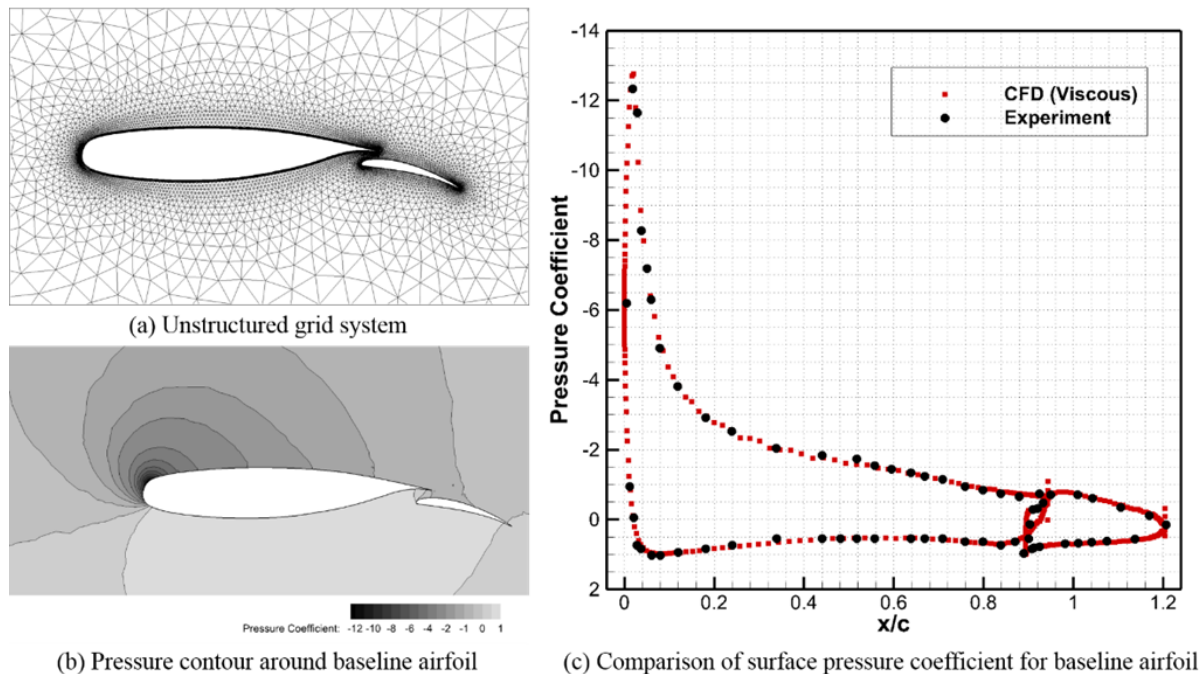 (a) Unstructured grid system
Pressure Coefficient: -12 -10 -8 -6 -4 -2 0 1
(b) Pressure contour around baseline airfoil
-14
-12
-10
-8
-6
-4
-2
0
2
Pressure Coefficient
CFD (Viscous)
Experiment
0 0.2 0.4 0.6 0.8 1 1.2
x/c
(c) Comparison of surface pressure coefficient for baseline airfoil